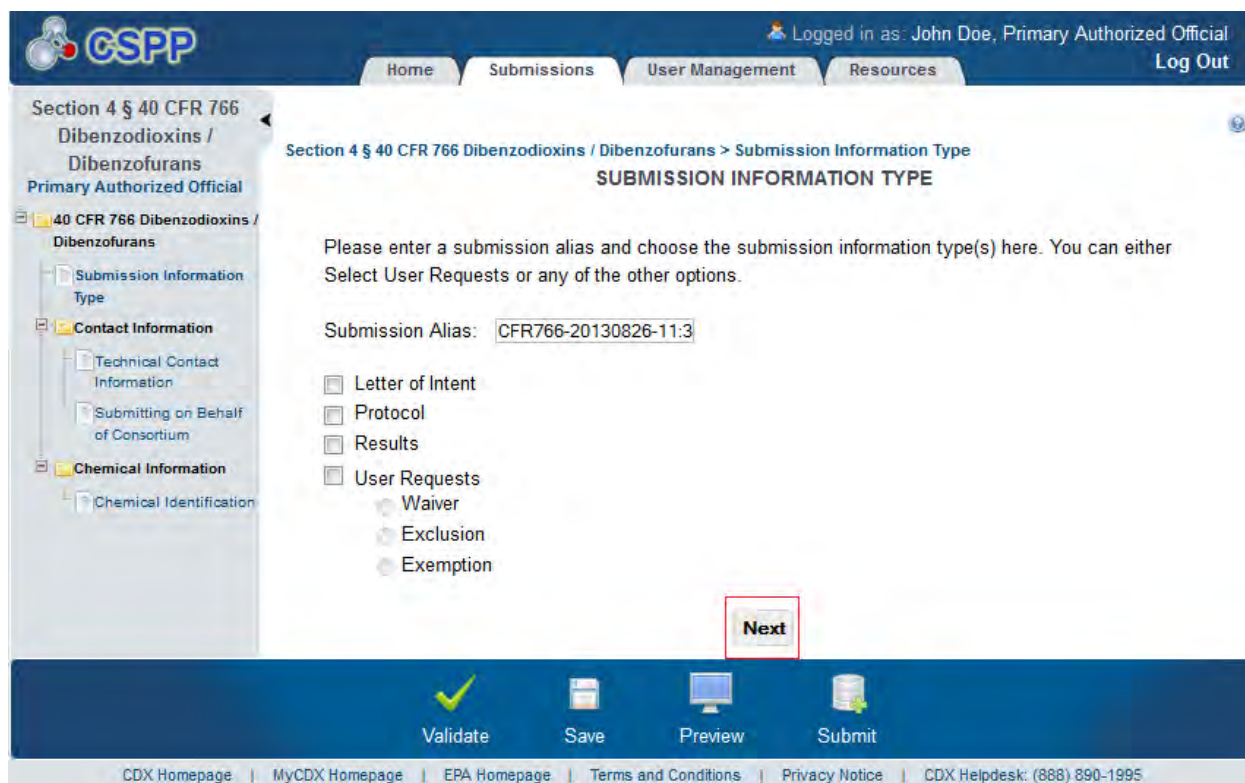 CSPP
Logged in as: John Doe, Primary Authorized Official
Log Out
Home
Submissions
User Management
Resources
Section 4 § 40 CFR 766
Dibenzodioxins /
Dibenzofurans
Primary Authorized Official
40 CFR 766 Dibenzodioxins /
Dibenzofurans
Submission Information
Type
Contact Information
Technical Contact
Information
Submitting on Behalf
of Consortium
Chemical Information
Chemical Identification
Section 4 § 40 CFR 766 Dibenzodioxins / Dibenzofurans > Submission Information Type
SUBMISSION INFORMATION TYPE
Please enter a submission alias and choose the submission information type(s) here. You can either
Select User Requests or any of the other options.
Submission Alias: CFR766-20130826-11:3
Letter of Intent
Protocol
Results
User Requests
Waiver
Exclusion
Exemption
Next
Validate
Save
Preview
Submit
CDX Homepage | MyCDX Homepage | EPA Homepage | Terms and Conditions | Privacy Notice | CDX Helpdesk: (888) 890-1995